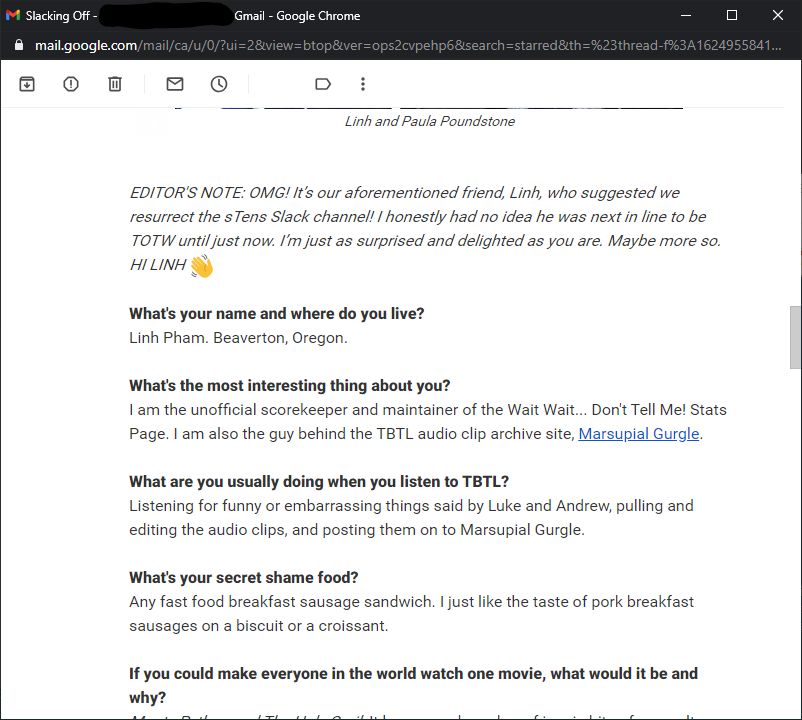 Slacking Off - Gmail - Google Chrome
mail.google.com/mail/ca/u/0/?ui=2&view=btop&ver=ops2cvpehp6&search=starred&th=%23thread-f%3A1624955841...
Linh and Paula Poundstone
EDITOR'S NOTE: OMG! It's our aforementioned friend, Linh, who suggested we
resurrect the sTens Slack channel! I honestly had no idea he was next in line to be
TOTW until just now. I'm just as surprised and delighted as you are. Maybe more so.
HI LINH 👋
What's your name and where do you live?
Linh Pham. Beaverton, Oregon.
What's the most interesting thing about you?
I am the unofficial scorekeeper and maintainer of the Wait Wait... Don't Tell Me! Stats
Page. I am also the guy behind the TBTL audio clip archive site, Marsupial Gurgle.
What are you usually doing when you listen to TBTL?
Listening for funny or embarrassing things said by Luke and Andrew, pulling and
editing the audio clips, and posting them on to Marsupial Gurgle.
What's your secret shame food?
Any fast food breakfast sausage sandwich. I just like the taste of pork breakfast
sausages on a biscuit or a croissant.
If you could make everyone in the world watch one movie, what would it be and
why?